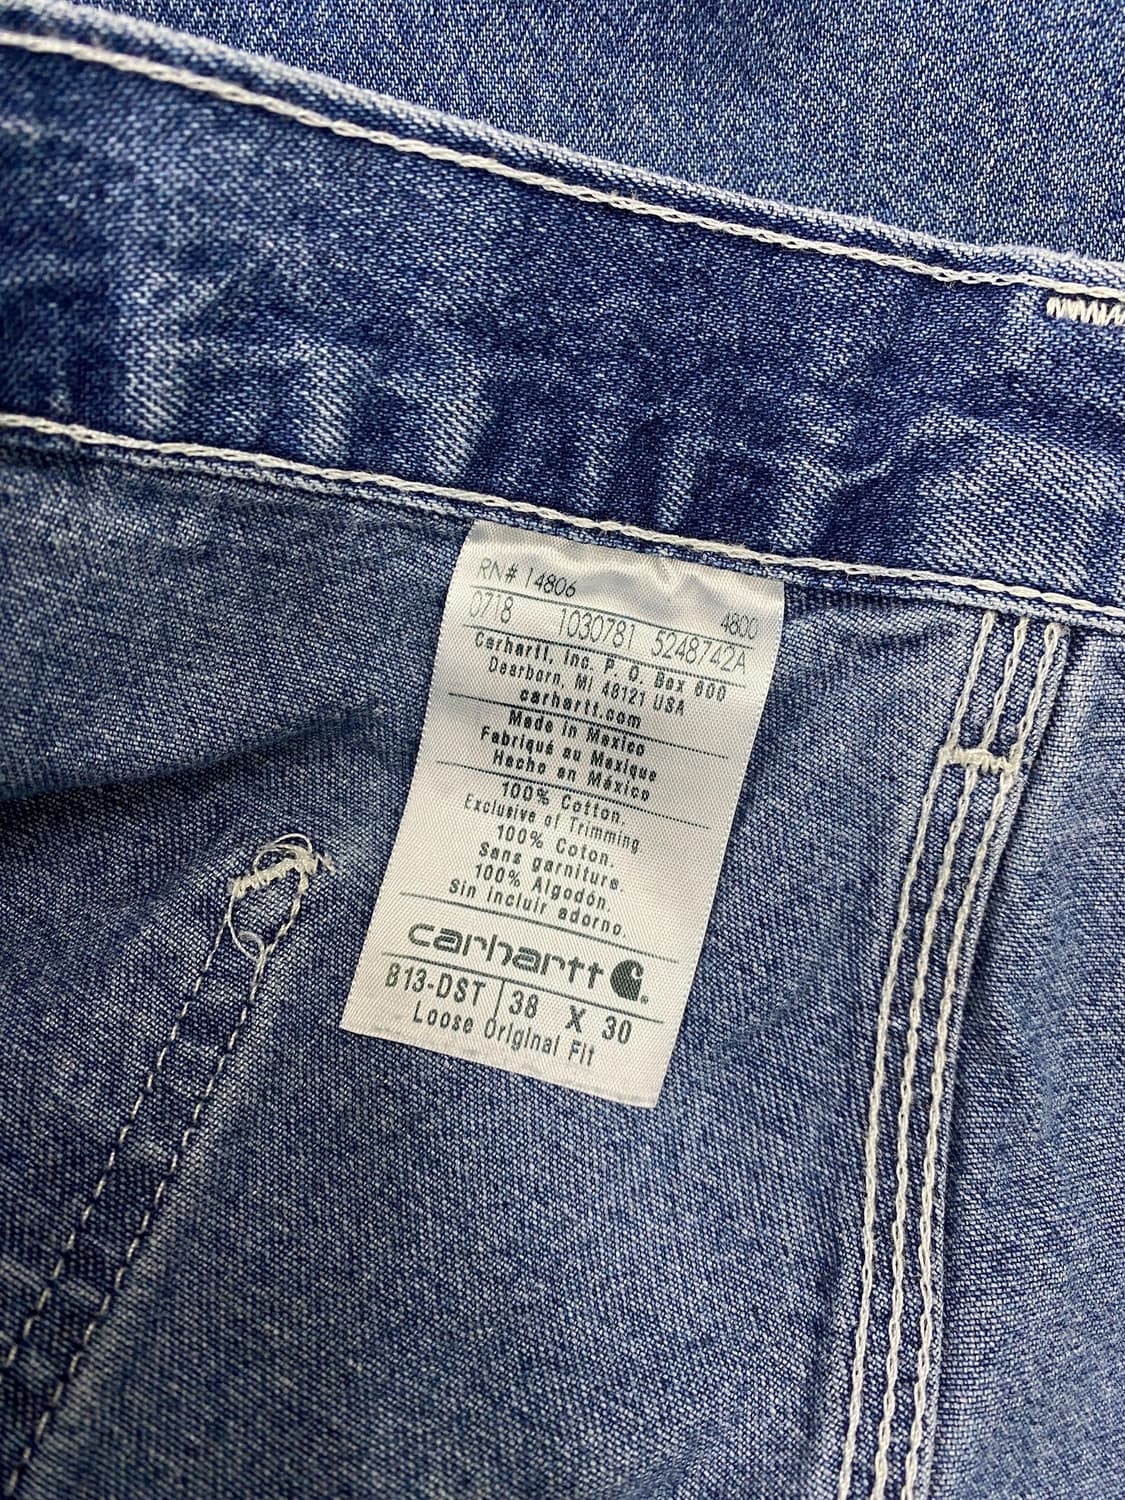 RN# 14806
4800
0718 1030781 5248742A
Carhartt, Inc. P. O. Box 600
Dearborn, MI 48121 USA
carhartt.com
Made in Mexico
Fabriqué au Mexique
Hecho en México
100% Cotton.
Exclusive of Trimming
100% Coton.
Sans garniture.
100% Algodón.
Sin incluir adorno.
carhartt
B13-DST 38 X 30
Loose Original Fit